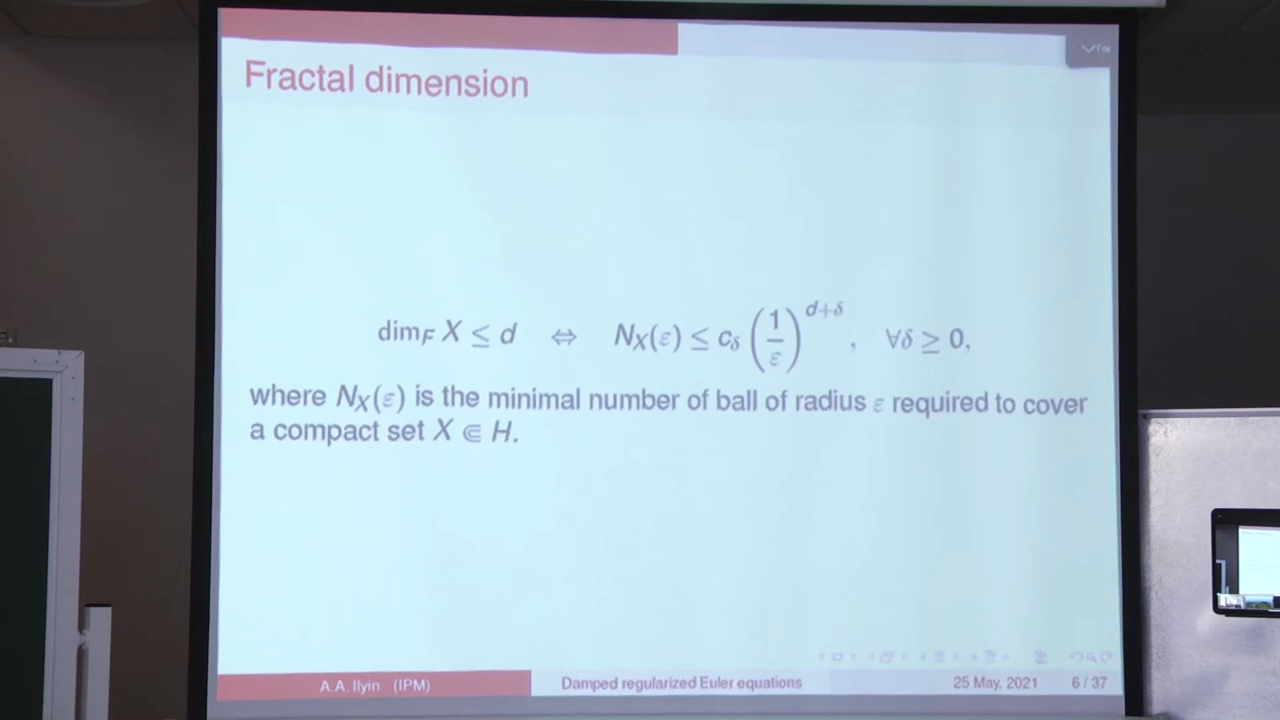 Fractal dimension
dim_F X ≤ d ⇔ N_X(ε) ≤ c_δ (1/ε)^{d+δ}, ∀δ ≥ 0,
where N_X(ε) is the minimal number of ball of radius ε required to cover
a compact set X ⋐ H.
A.A. Ilyin (IPM) Damped regularized Euler equations 25 May, 2021 6 / 37